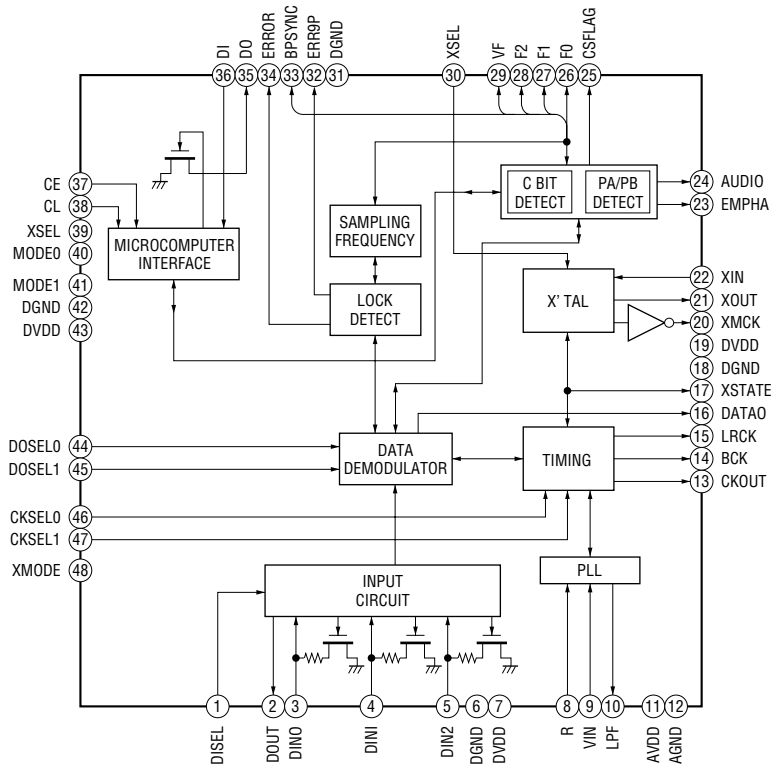 DI
DO
ERROR
BPSYNC
ERR9P
DGND
XSEL
VF
F2
F1
F0
CSFLAG
36
35
34
33
32
31
30
29
28
27
26
25
CE 37
CL 38
XSEL 39
MODE0 40
MODE1 41
DGND 42
DVDD 43
DOSEL0 44
DOSEL1 45
CKSEL0 46
CKSEL1 47
XMODE 48
MICROCOMPUTER
INTERFACE
SAMPLING
FREQUENCY
LOCK
DETECT
C BIT
DETECT
PA/PB
DETECT
X' TAL
DATA
DEMODULATOR
TIMING
INPUT
CIRCUIT
PLL
24 AUDIO
23 EMPHA
22 XIN
21 XOUT
20 XMCK
19 DVDD
18 DGND
17 XSTATE
16 DATAO
15 LRCK
14 BCK
13 CKOUT
1
2
3
4
5
6
7
8
9
10
11
12
DISEL
DOUT
DINO
DINI
DIN2
DGND
DVDD
R
VIN
LPF
AVDD
AGND